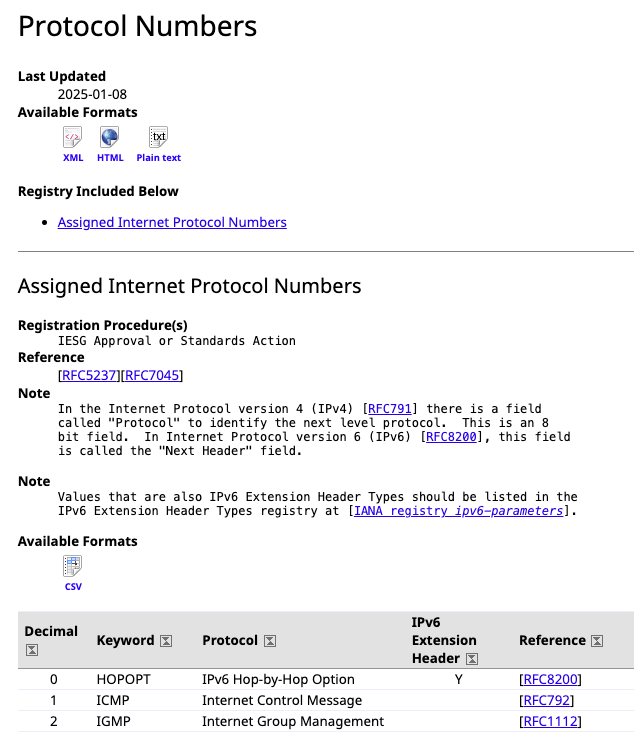 Protocol Numbers
Last Updated
2025-01-08
Available Formats
XML HTML Plain text
Registry Included Below
Assigned Internet Protocol Numbers
Assigned Internet Protocol Numbers
Registration Procedure(s)
IESG Approval or Standards Action
Reference
[RFC5237][RFC7045]
Note
In the Internet Protocol version 4 (IPv4) [RFC791] there is a field
called "Protocol" to identify the next level protocol.  This is an 8
bit field.  In Internet Protocol version 6 (IPv6) [RFC8200], this field
is called the "Next Header" field.
Note
Values that are also IPv6 Extension Header Types should be listed in the
IPv6 Extension Header Types registry at [IANA registry ipv6-parameters].
Available Formats
CSV
Decimal Keyword Protocol IPv6 Extension Header Reference
0 HOPOPT IPv6 Hop-by-Hop Option Y [RFC8200]
1 ICMP Internet Control Message [RFC792]
2 IGMP Internet Group Management [RFC1112]